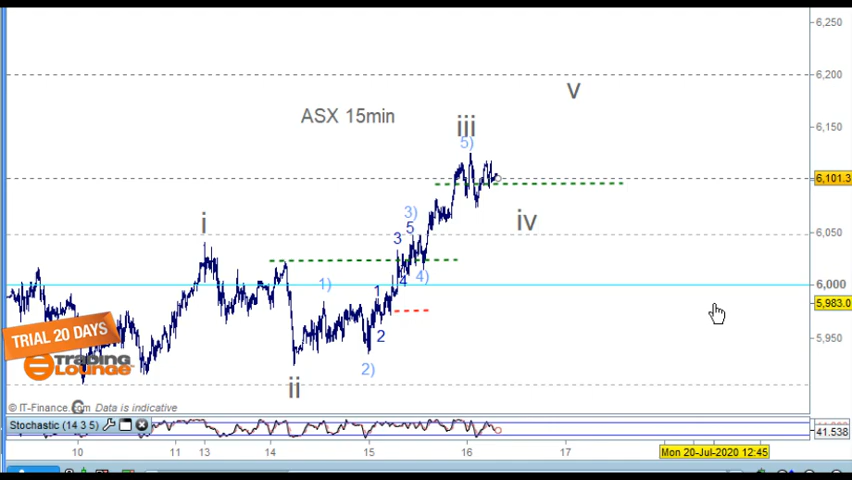 6,250
6,200
v
ASX 15min
iii
6,150
5)
6,101.3
3)
iv
i
5
3
6,050
4)
1)
4
1
6,000
5,983.0
2
TRIAL 20 DAYS
5,950
Trading
Lounge
2)
ii
c
© IT-Finance.com Data is indicative
Stochastic (14 3 5)
41.538
10
11
13
14
15
16
17
Mon 20-Jul-2020 12:45